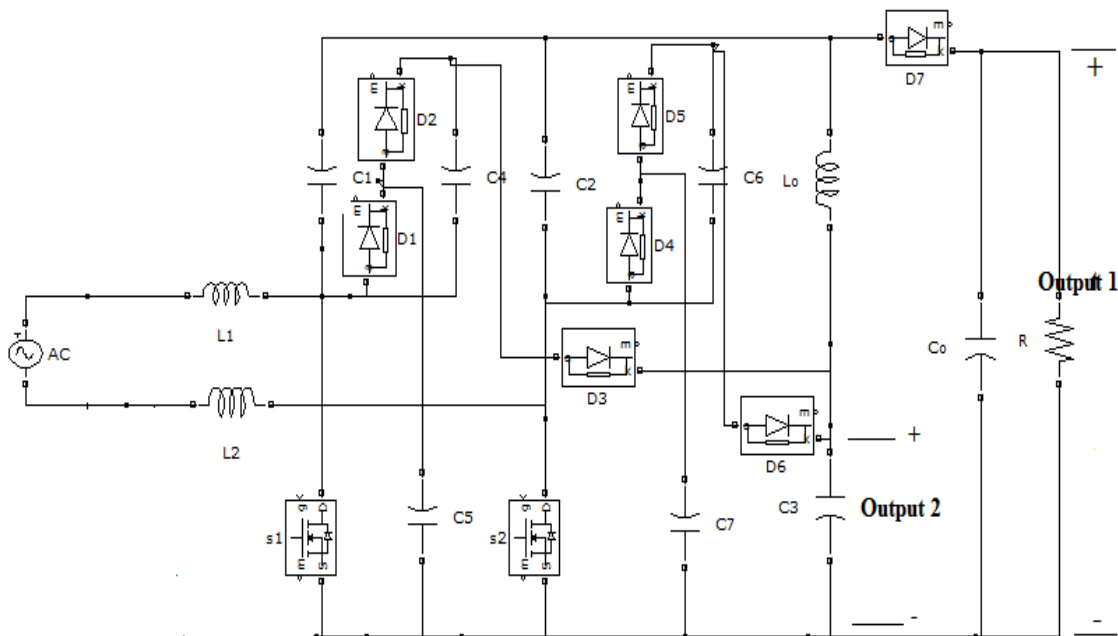 m
a
k
D7
+
m
k
a
D2
m
k
a
D5
C1
C4
C2
C6
Lo
m
k
a
D1
m
k
a
D4
Output 1
L1
AC
a
m
k
D3
Co
R
L2
a
m
k
D6
+
g
D
s1
m
S
C5
g
D
s2
m
S
C7
C3
Output 2
-
-